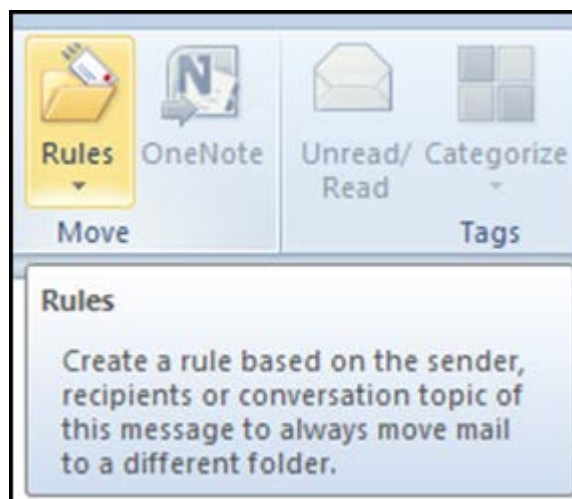 Rules OneNote Unread/ Categorize
Read
Move Tags
Rules
Create a rule based on the sender,
recipients or conversation topic of
this message to always move mail
to a different folder.